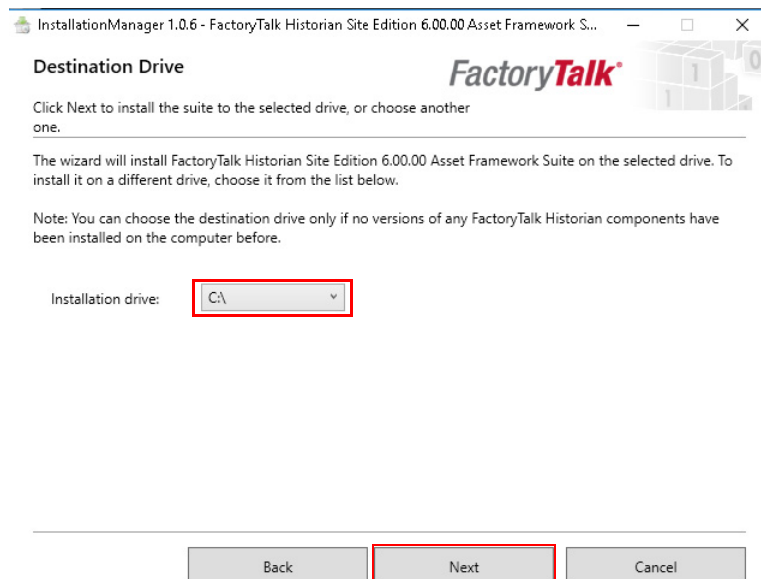 InstallationManager 1.0.6 - FactoryTalk Historian Site Edition 6.00.00 Asset Framework S...
Destination Drive
FactoryTalk
Click Next to install the suite to the selected drive, or choose another
one.
The wizard will install FactoryTalk Historian Site Edition 6.00.00 Asset Framework Suite on the selected drive. To
install it on a different drive, choose it from the list below.
Note: You can choose the destination drive only if no versions of any FactoryTalk Historian components have
been installed on the computer before.
Installation drive: C:\
Back Next Cancel